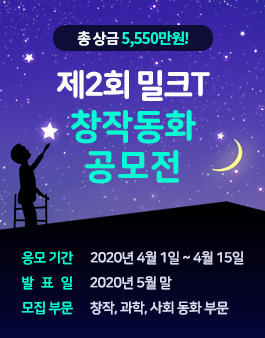 총 상금 5,550만원!
제2회 밀크T
창작동화
공모전
응모 기간 2020년 4월 1일 ~ 4월 15일
발 표 일 2020년 5월 말
모집 부문 창작, 과학, 사회 동화 부문